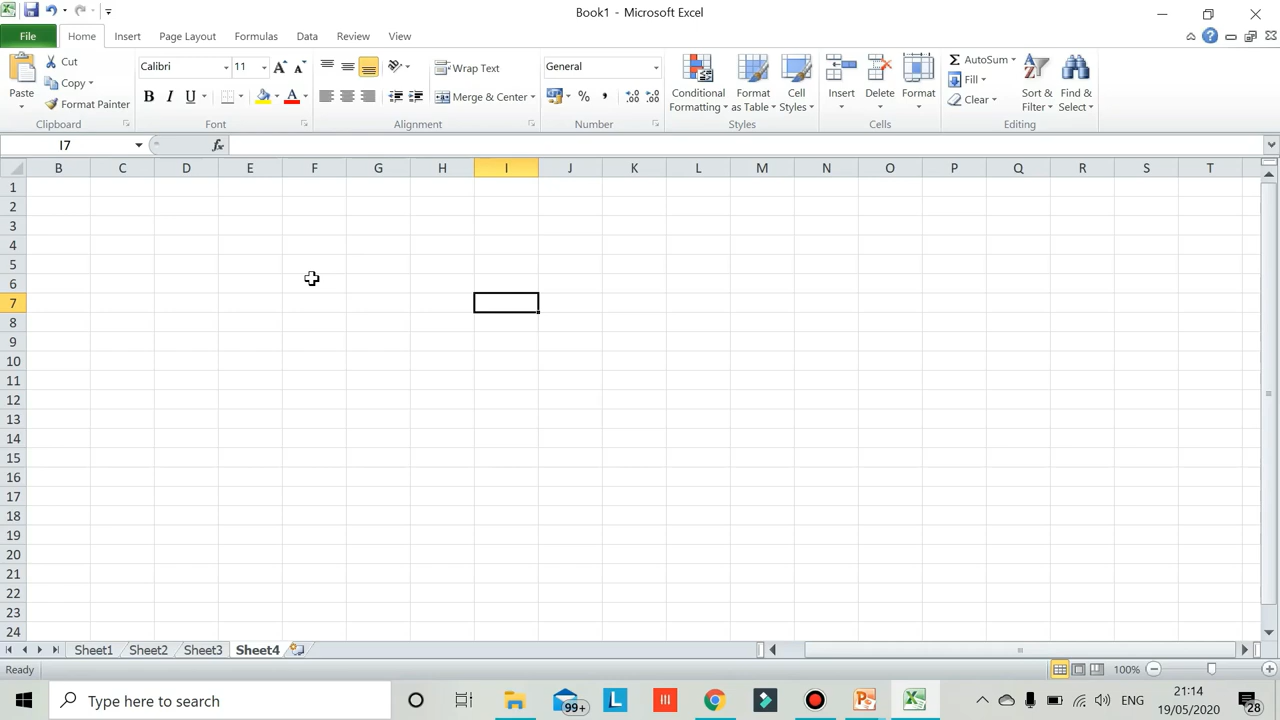 Book1 - Microsoft Excel
File Home Insert Page Layout Formulas Data Review View
Cut
Copy
Format Painter
Paste
Clipboard
Calibri 11 A A
B I U A
Font
Wrap Text
Merge & Center
Alignment
General
% ,
Number
Conditional Formatting
Format as Table
Cell Styles
Styles
Insert Delete Format
Cells
AutoSum
Fill
Clear
Sort & Filter
Find & Select
Editing
I7 fx
B C D E F G H I J K L M N O P Q R S T
1
2
3
4
5
6
7
8
9
10
11
12
13
14
15
16
17
18
19
20
21
22
23
24
Sheet1 Sheet2 Sheet3 Sheet4
Ready 100%
Type here to search 99+ L ENG 21:14
19/05/2020 28